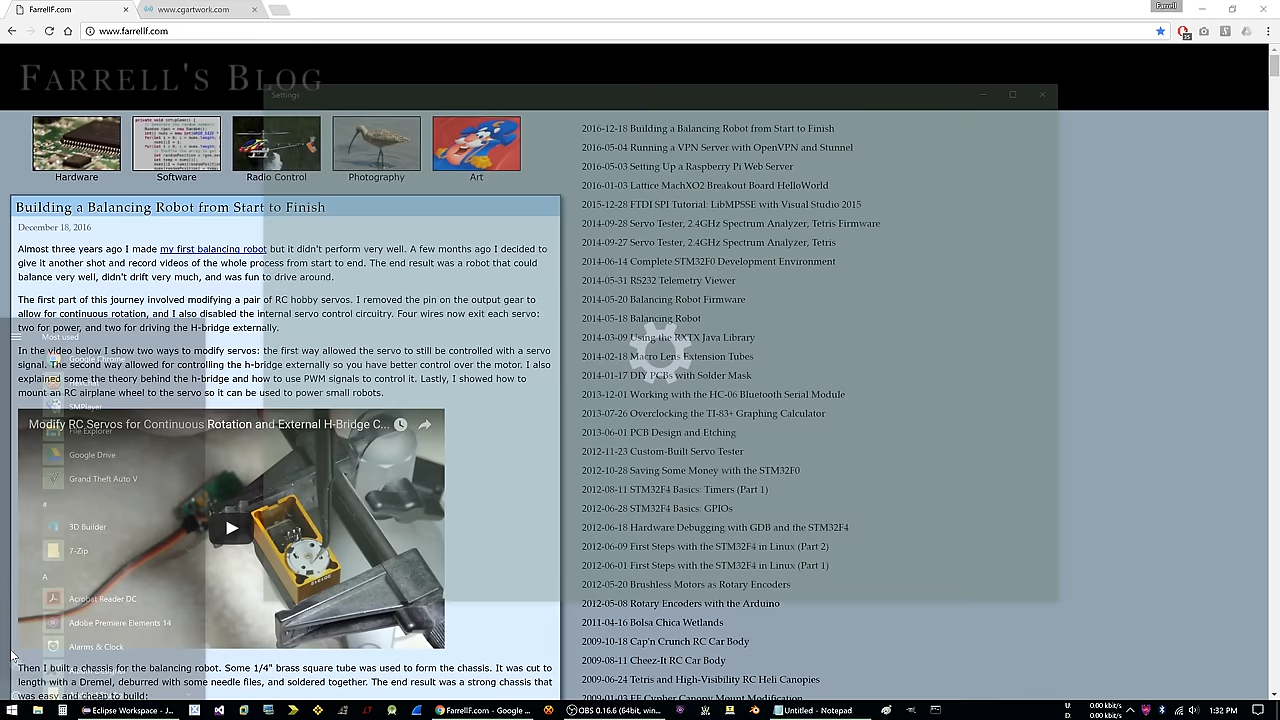 FarrellF.com
www.cgartwork.com
Farrell
www.farrellf.com
FARRELL'S BLOG
Settings
Hardware
Software
Radio Control
Photography
Art
Building a Balancing Robot from Start to Finish
December 18, 2016
Almost three years ago I made my first balancing robot but it didn't perform very well. A few months ago I decided to
give it another shot and record videos of the whole process from start to end. The end result was a robot that could
balance very well, didn't drift very much, and was fun to drive around.
The first part of this journey involved modifying a pair of RC hobby servos. I removed the pin on the output gear to
allow for continuous rotation, and I also disabled the internal servo control circuitry. Four wires now exit each servo:
two for power, and two for driving the H-bridge externally.
In the video below I show two ways to modify servos: the first way allowed the servo to still be controlled with a servo
signal. The second way allowed for controlling the h-bridge externally so you have better control over the motor. I also
explained some the theory behind the h-bridge and how to use PWM signals to control it. Lastly, I showed how to
mount an RC airplane wheel to the servo so it can be used to power small robots.
Modify RC Servos for Continuous Rotation and External H-Bridge C...
Then I built a chassis for the balancing robot. Some 1/4" brass square tube was used to form the chassis. It was cut to
length with a Dremal, deburred with some needle files, and soldered together. The end result was a strong chassis that
was easy and cheap to build:
Most used
Google Chrome
SMPlayer
File Explorer
Google Drive
Grand Theft Auto V
#
3D Builder
7-Zip
A
Acrobat Reader DC
Adobe Premiere Elements 14
Alarms & Clock
2016-12-18 Building a Balancing Robot from Start to Finish
2016-05-04 Running a VPN Server with OpenVPN and Stunnel
2016-05-03 Setting Up a Raspberry Pi Web Server
2016-01-03 Lattice MachXO2 Breakout Board HelloWorld
2015-12-28 FTDI SPI Tutorial: LibMPSSE with Visual Studio 2015
2014-09-28 Servo Tester, 2.4GHz Spectrum Analyzer, Tetris Firmware
2014-09-27 Servo Tester, 2.4GHz Spectrum Analyzer, Tetris
2014-06-14 Complete STM32F0 Development Environment
2014-05-31 RS232 Telemetry Viewer
2014-05-20 Balancing Robot Firmware
2014-05-18 Balancing Robot
2014-03-09 Using the RXTX Java Library
2014-02-18 Macro Lens Extension Tubes
2014-01-17 DIY PCBs with Solder Mask
2013-12-01 Working with the HC-06 Bluetooth Serial Module
2013-07-26 Overclocking the TI-83+ Graphing Calculator
2013-06-01 PCB Design and Etching
2012-11-23 Custom-Built Servo Tester
2012-10-28 Saving Some Money with the STM32F0
2012-08-11 STM32F4 Basics: Timers (Part 1)
2012-06-28 STM32F4 Basics: GPIOs
2012-06-18 Hardware Debugging with GDB and the STM32F4
2012-06-09 First Steps with the STM32F4 in Linux (Part 2)
2012-06-01 First Steps with the STM32F4 in Linux (Part 1)
2012-05-20 Brushless Motors as Rotary Encoders
2012-05-08 Rotary Encoders with the Arduino
2011-04-16 Bolsa Chica Wetlands
2009-10-18 Cap'n Crunch RC Car Body
2009-08-11 Cheez-It RC Car Body
2009-06-24 Tetris and High-Visibility RC Heli Canopies
2009-01-03 EF Cypher Canopy Mount Modification
Eclipse Workspace - J...
FarrellF.com - Google ...
OBS 0.16.6 (64bit, win...
Untitled - Notepad
U: 0.00 kbit/s
D: 0.00 kbit/s
1:32 PM